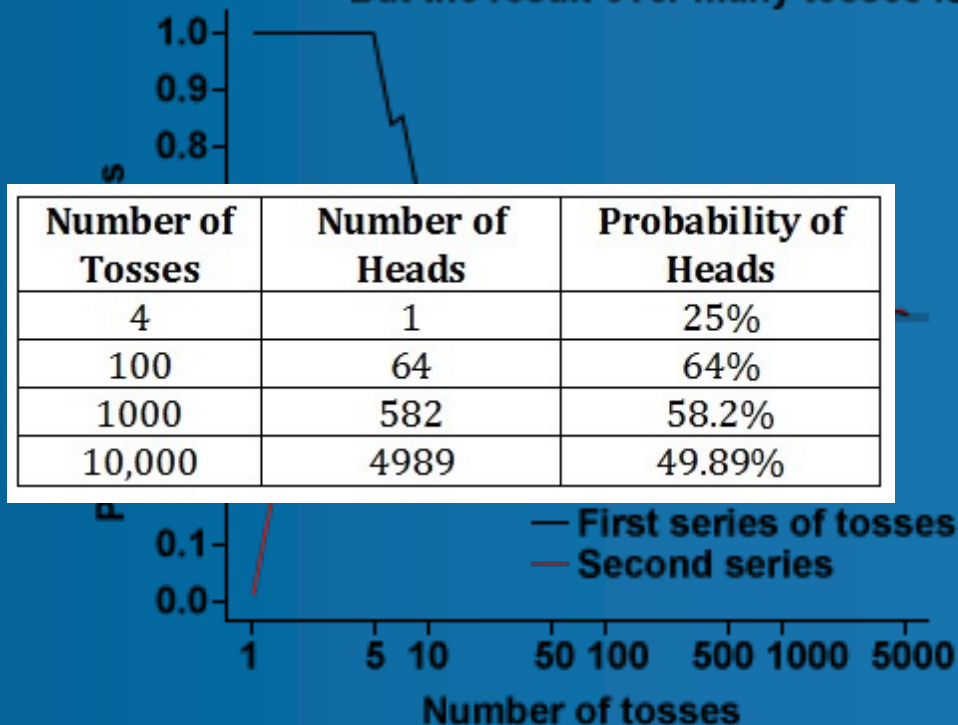 1.0
0.9
0.8
Number of Tosses Number of Heads Probability of Heads
4 1 25%
100 64 64%
1000 582 58.2%
10,000 4989 49.89%
0.1
0.0
First series of tosses
Second series
1 5 10 50 100 500 1000 5000
Number of tosses